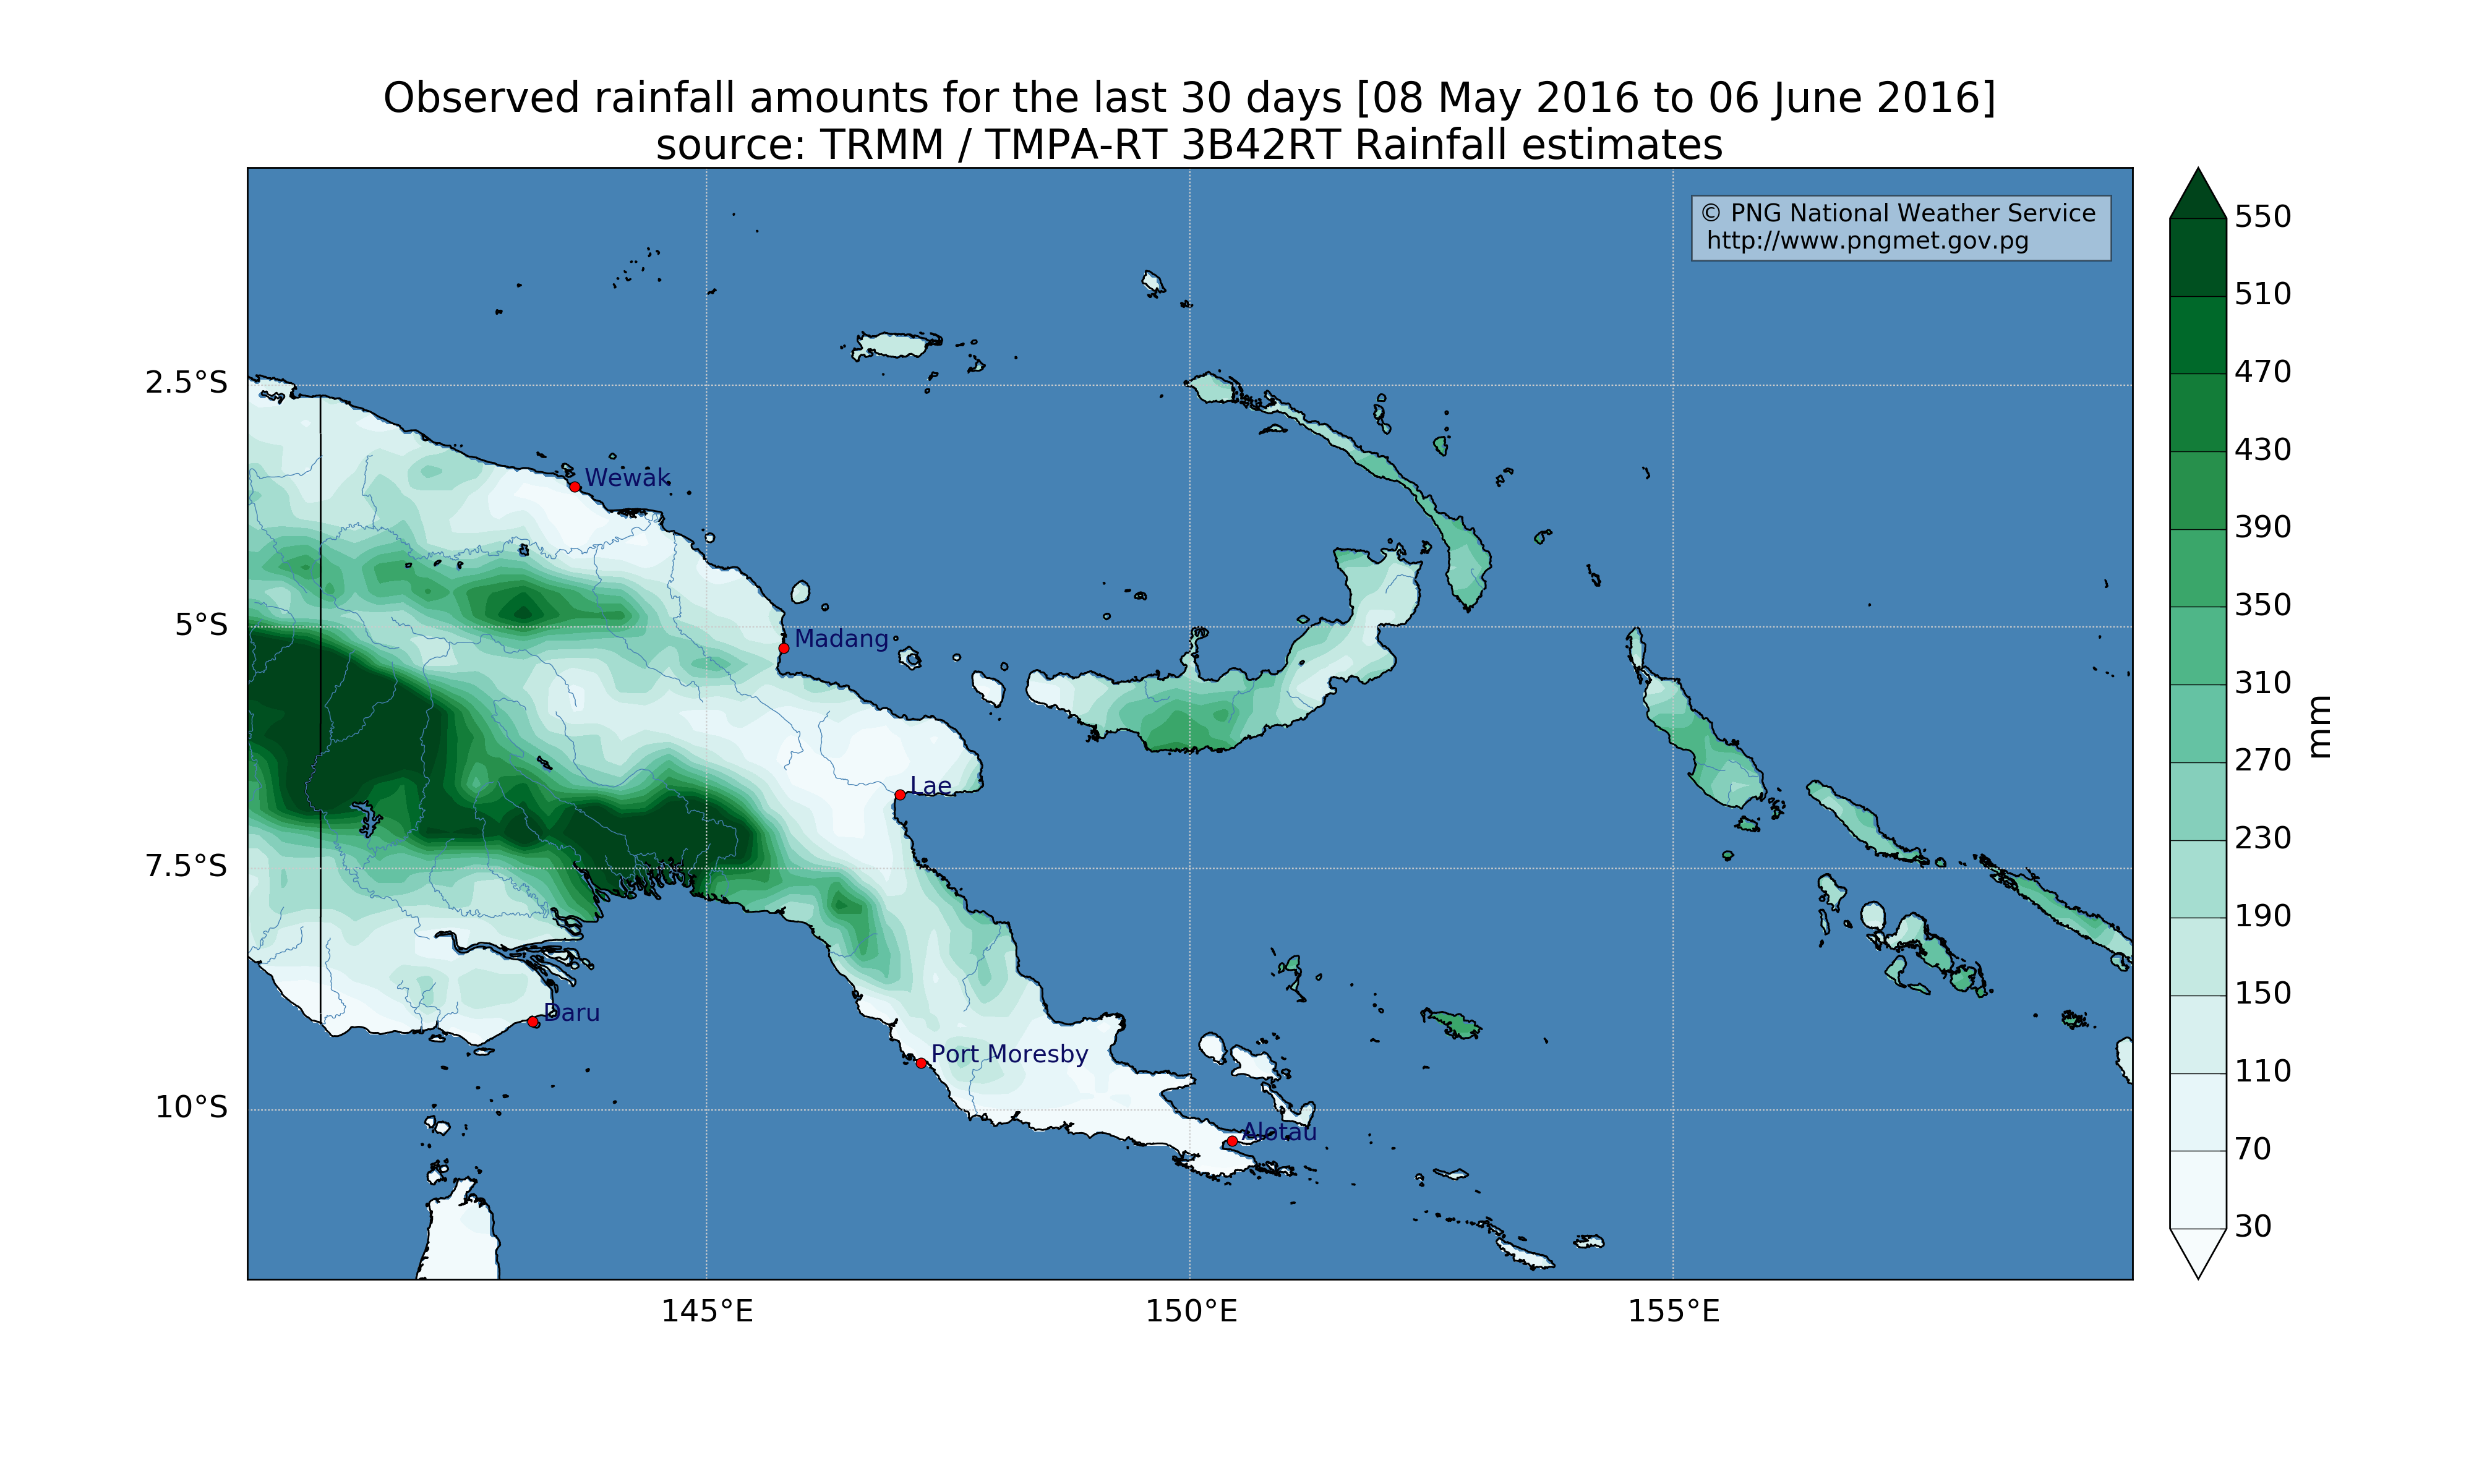 Observed rainfall amounts for the last 30 days [08 May 2016 to 06 June 2016]
source: TRMM / TMPA-RT 3B42RT Rainfall estimates
© PNG National Weather Service
http://www.pngmet.gov.pg
2.5°S
5°S
7.5°S
10°S
Wewak
Madang
Lae
Daru
Port Moresby
Alotau
145°E
150°E
155°E
550
510
470
430
390
350
310
270
230
190
150
110
70
30
mm